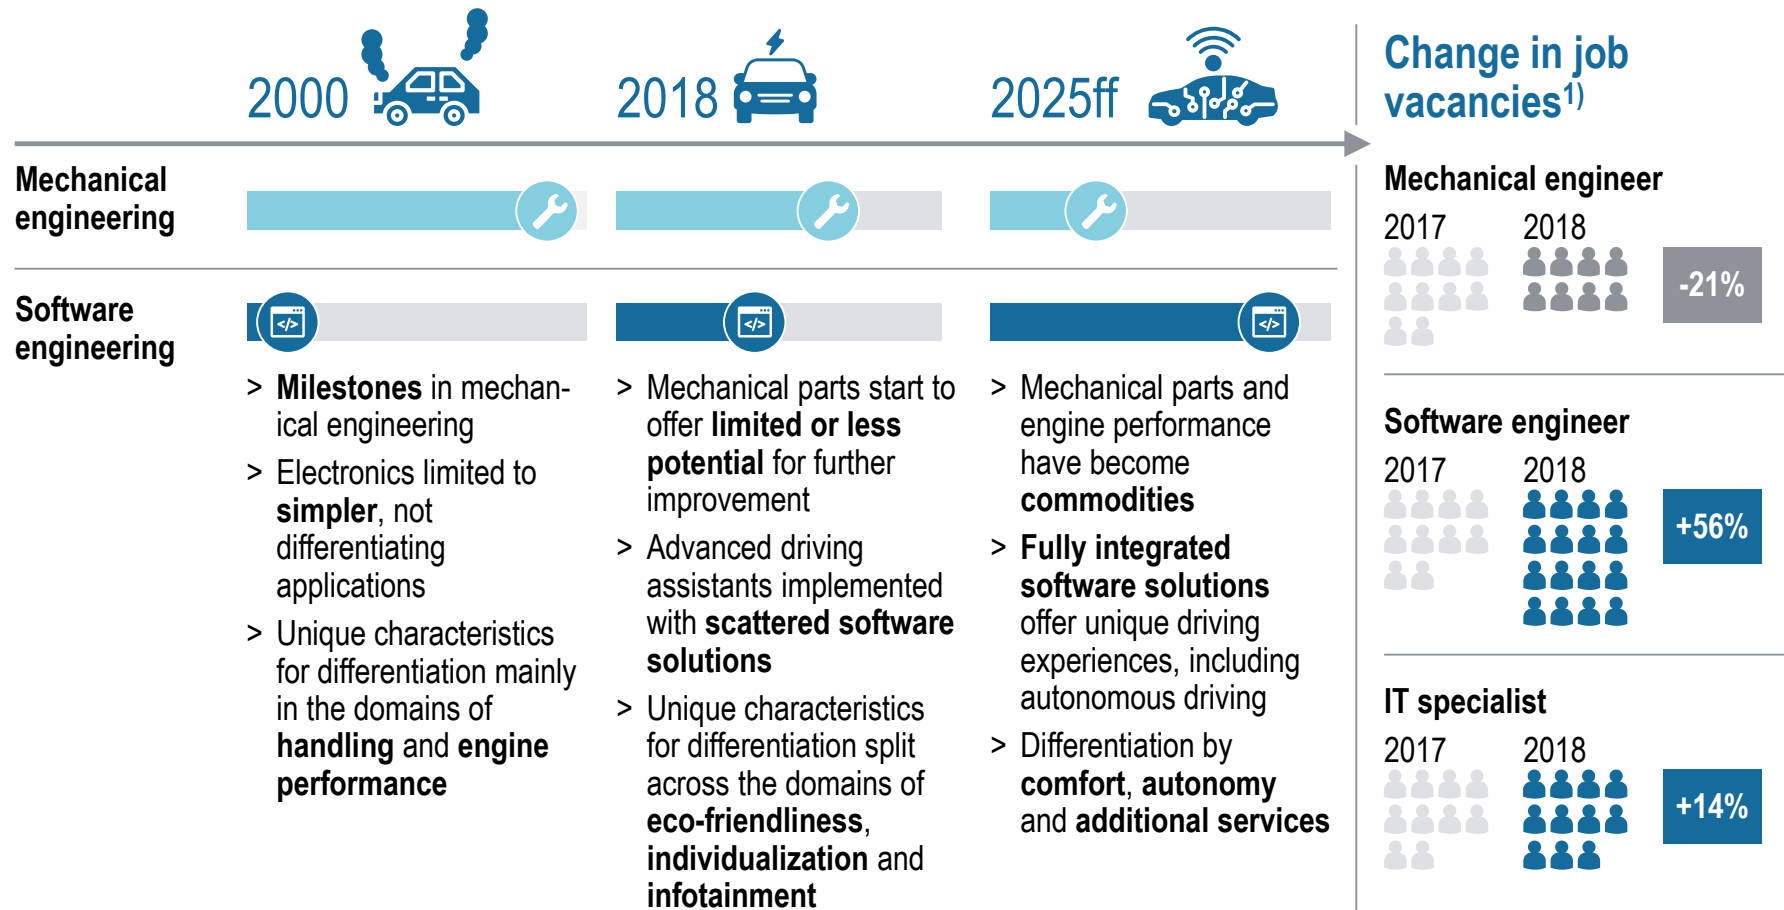 2000
2018
2025ff
Change in job
vacancies¹⁾
Mechanical
engineering
Software
engineering
</>
</>
</>
> Milestones in mechan-
ical engineering
> Electronics limited to
simpler, not
differentiating
applications
> Unique characteristics
for differentiation mainly
in the domains of
handling and engine
performance
> Mechanical parts start to
offer limited or less
potential for further
improvement
> Advanced driving
assistants implemented
with scattered software
solutions
> Unique characteristics
for differentiation split
across the domains of
eco-friendliness,
individualization and
infotainment
> Mechanical parts and
engine performance
have become
commodities
> Fully integrated
software solutions
offer unique driving
experiences, including
autonomous driving
> Differentiation by
comfort, autonomy
and additional services
Mechanical engineer
2017 2018
-21%
Software engineer
2017 2018
+56%
IT specialist
2017 2018
+14%